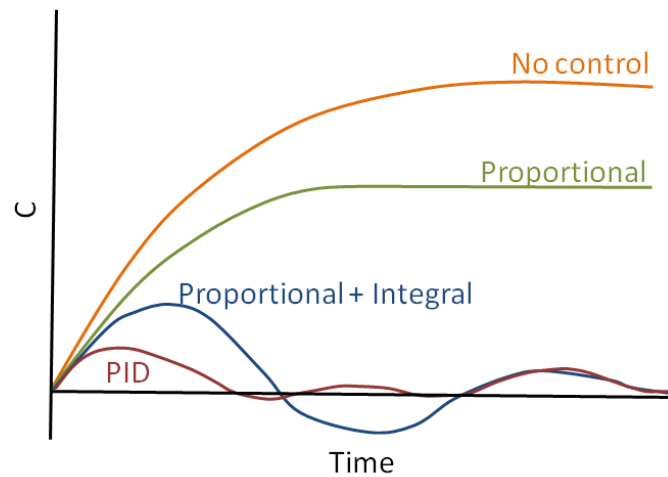 No control
Proportional
C
Proportional + Integral
PID
Time